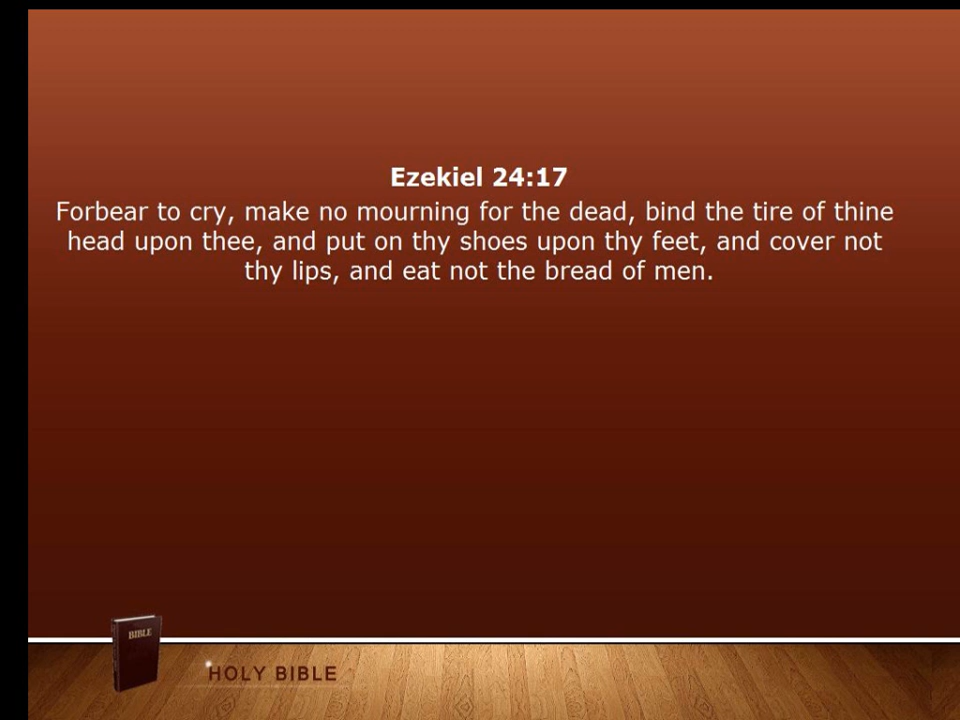 Ezekiel 24:17
Forbear to cry, make no mourning for the dead, bind the tire of thine
head upon thee, and put on thy shoes upon thy feet, and cover not
thy lips, and eat not the bread of men.
BIBLE
HOLY BIBLE